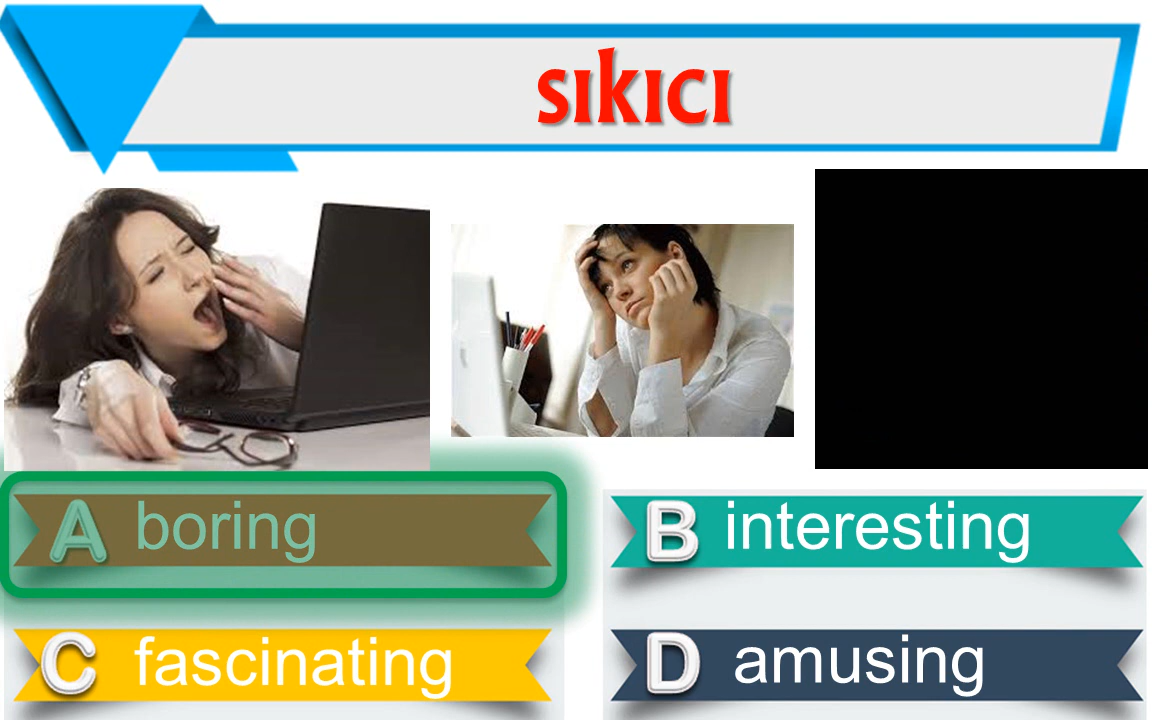 sıkıcı
A boring
B interesting
C fascinating
D amusing